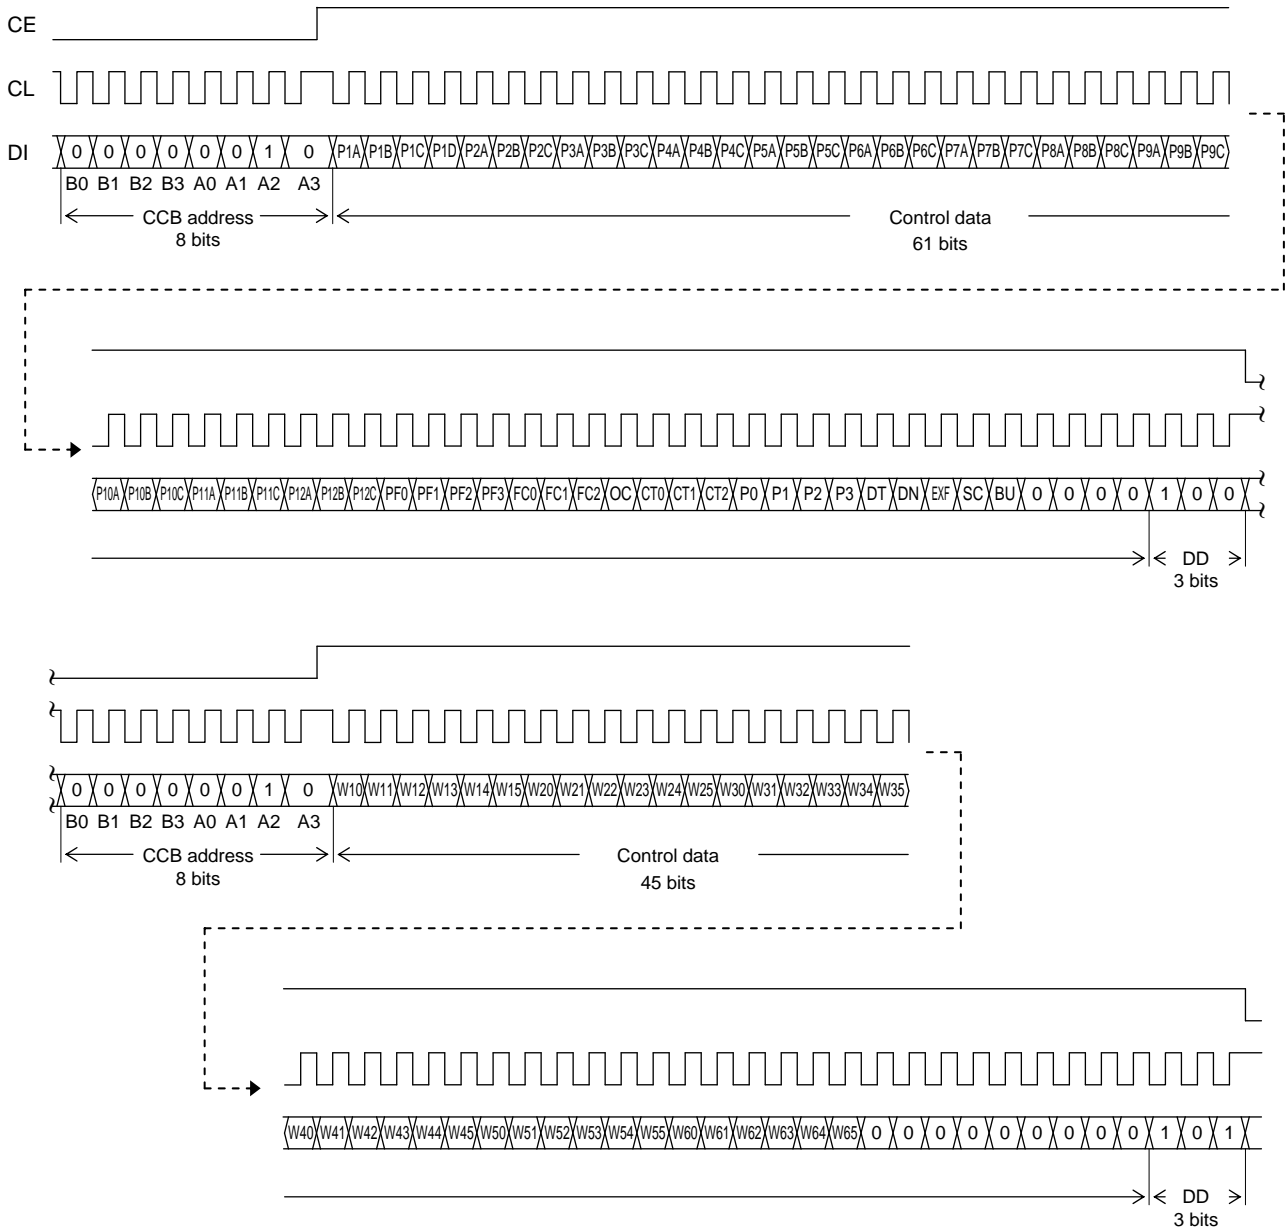 CE
CL
DI 0 0 0 0 0 0 1 0 P1A P1B P1C P1D P2A P2B P2C P3A P3B P3C P4A P4B P4C P5A P5B P5C P6A P6B P6C P7A P7B P7C P8A P8B P8C P9A P9B P9C
B0 B1 B2 B3 A0 A1 A2 A3
CCB address
8 bits
Control data
61 bits
P10A P10B P10C P11A P11B P11C P12A P12B P12C PF0 PF1 PF2 PF3 FC0 FC1 FC2 OC CT0 CT1 CT2 P0 P1 P2 P3 DT DN EXF SC BU 0 0 0 0 1 0 0
DD
3 bits
0 0 0 0 0 0 1 0 W10 W11 W12 W13 W14 W15 W20 W21 W22 W23 W24 W25 W30 W31 W32 W33 W34 W35
B0 B1 B2 B3 A0 A1 A2 A3
CCB address
8 bits
Control data
45 bits
W40 W41 W42 W43 W44 W45 W50 W51 W52 W53 W54 W55 W60 W61 W62 W63 W64 W65 0 0 0 0 0 0 0 0 0 1 0 1
DD
3 bits